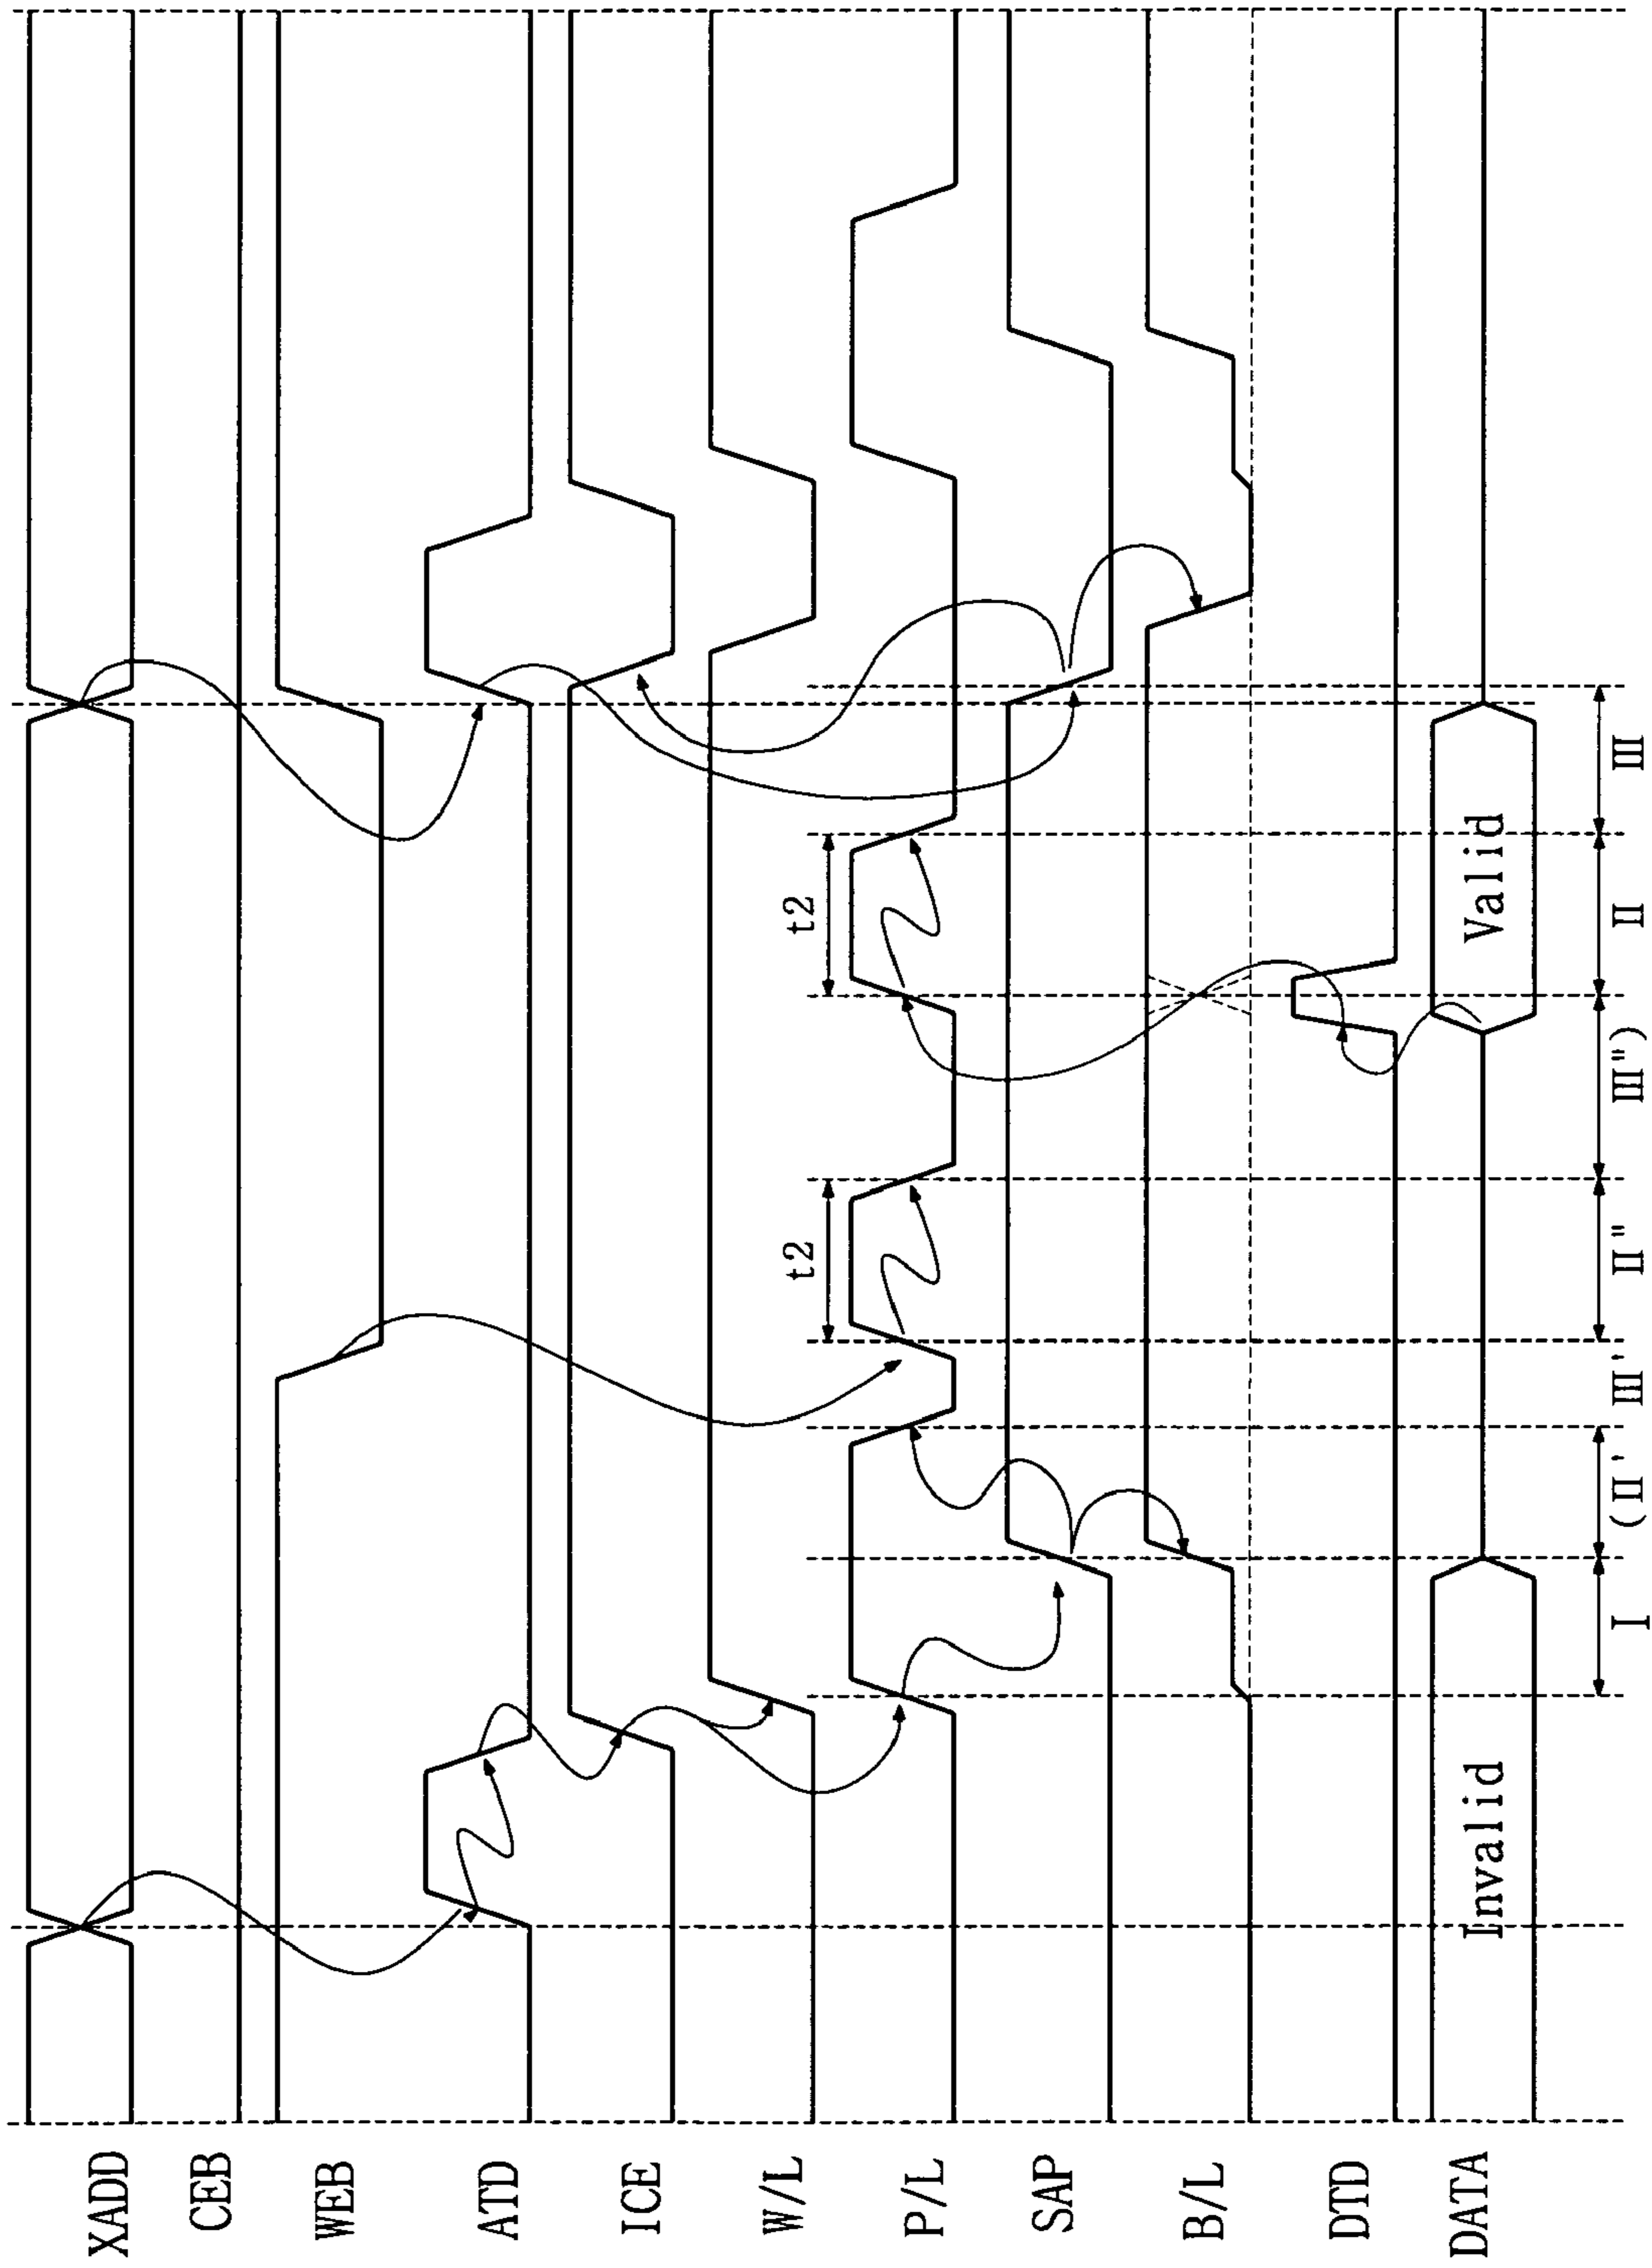 XADD
CEB
WEB
ATD
ICE
W/L
t2 t2
P/L
SAP
B/L
DTD
DATA Invalid Valid
I (II' III' II" III") II III